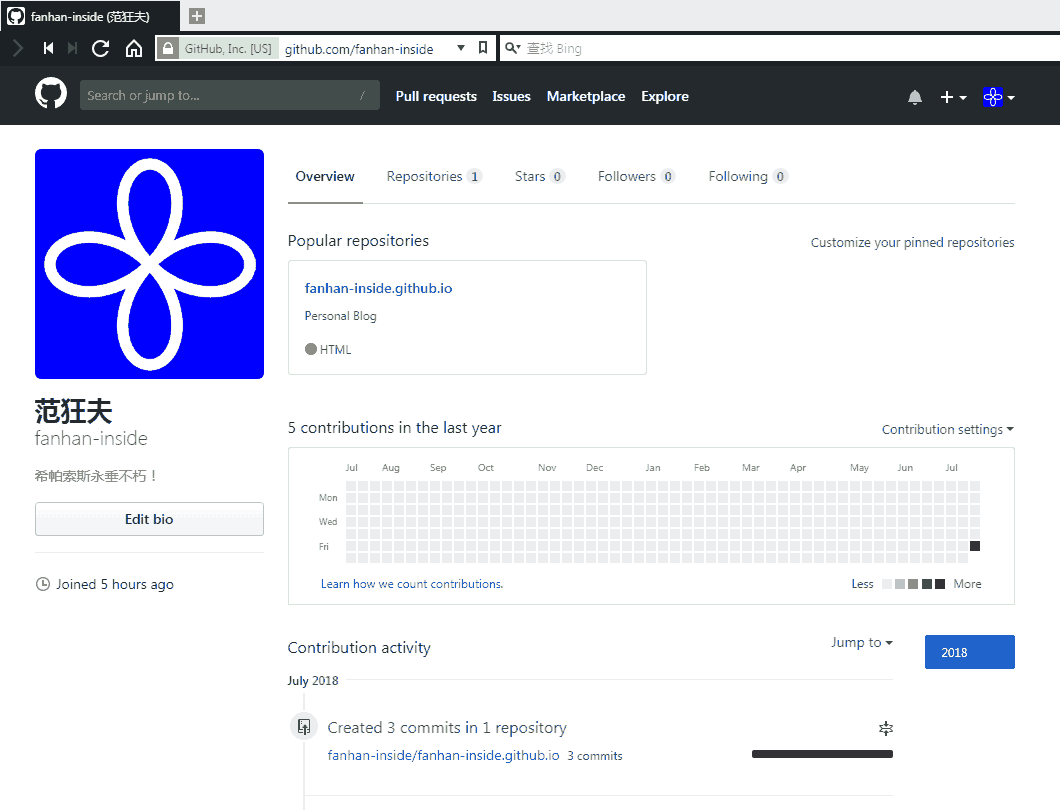 fanhan-inside (范狂夫)
GitHub, Inc. [US] github.com/fanhan-inside 查找 Bing
Search or jump to... / Pull requests Issues Marketplace Explore
Overview Repositories 1 Stars 0 Followers 0 Following 0
Popular repositories Customize your pinned repositories
fanhan-inside.github.io
Personal Blog
HTML
范狂夫
fanhan-inside
希帕索斯永垂不朽！
Edit bio
Joined 5 hours ago
5 contributions in the last year Contribution settings
Jul Aug Sep Oct Nov Dec Jan Feb Mar Apr May Jun Jul
Mon
Wed
Fri
Learn how we count contributions. Less More
Contribution activity Jump to 2018
July 2018
Created 3 commits in 1 repository
fanhan-inside/fanhan-inside.github.io 3 commits